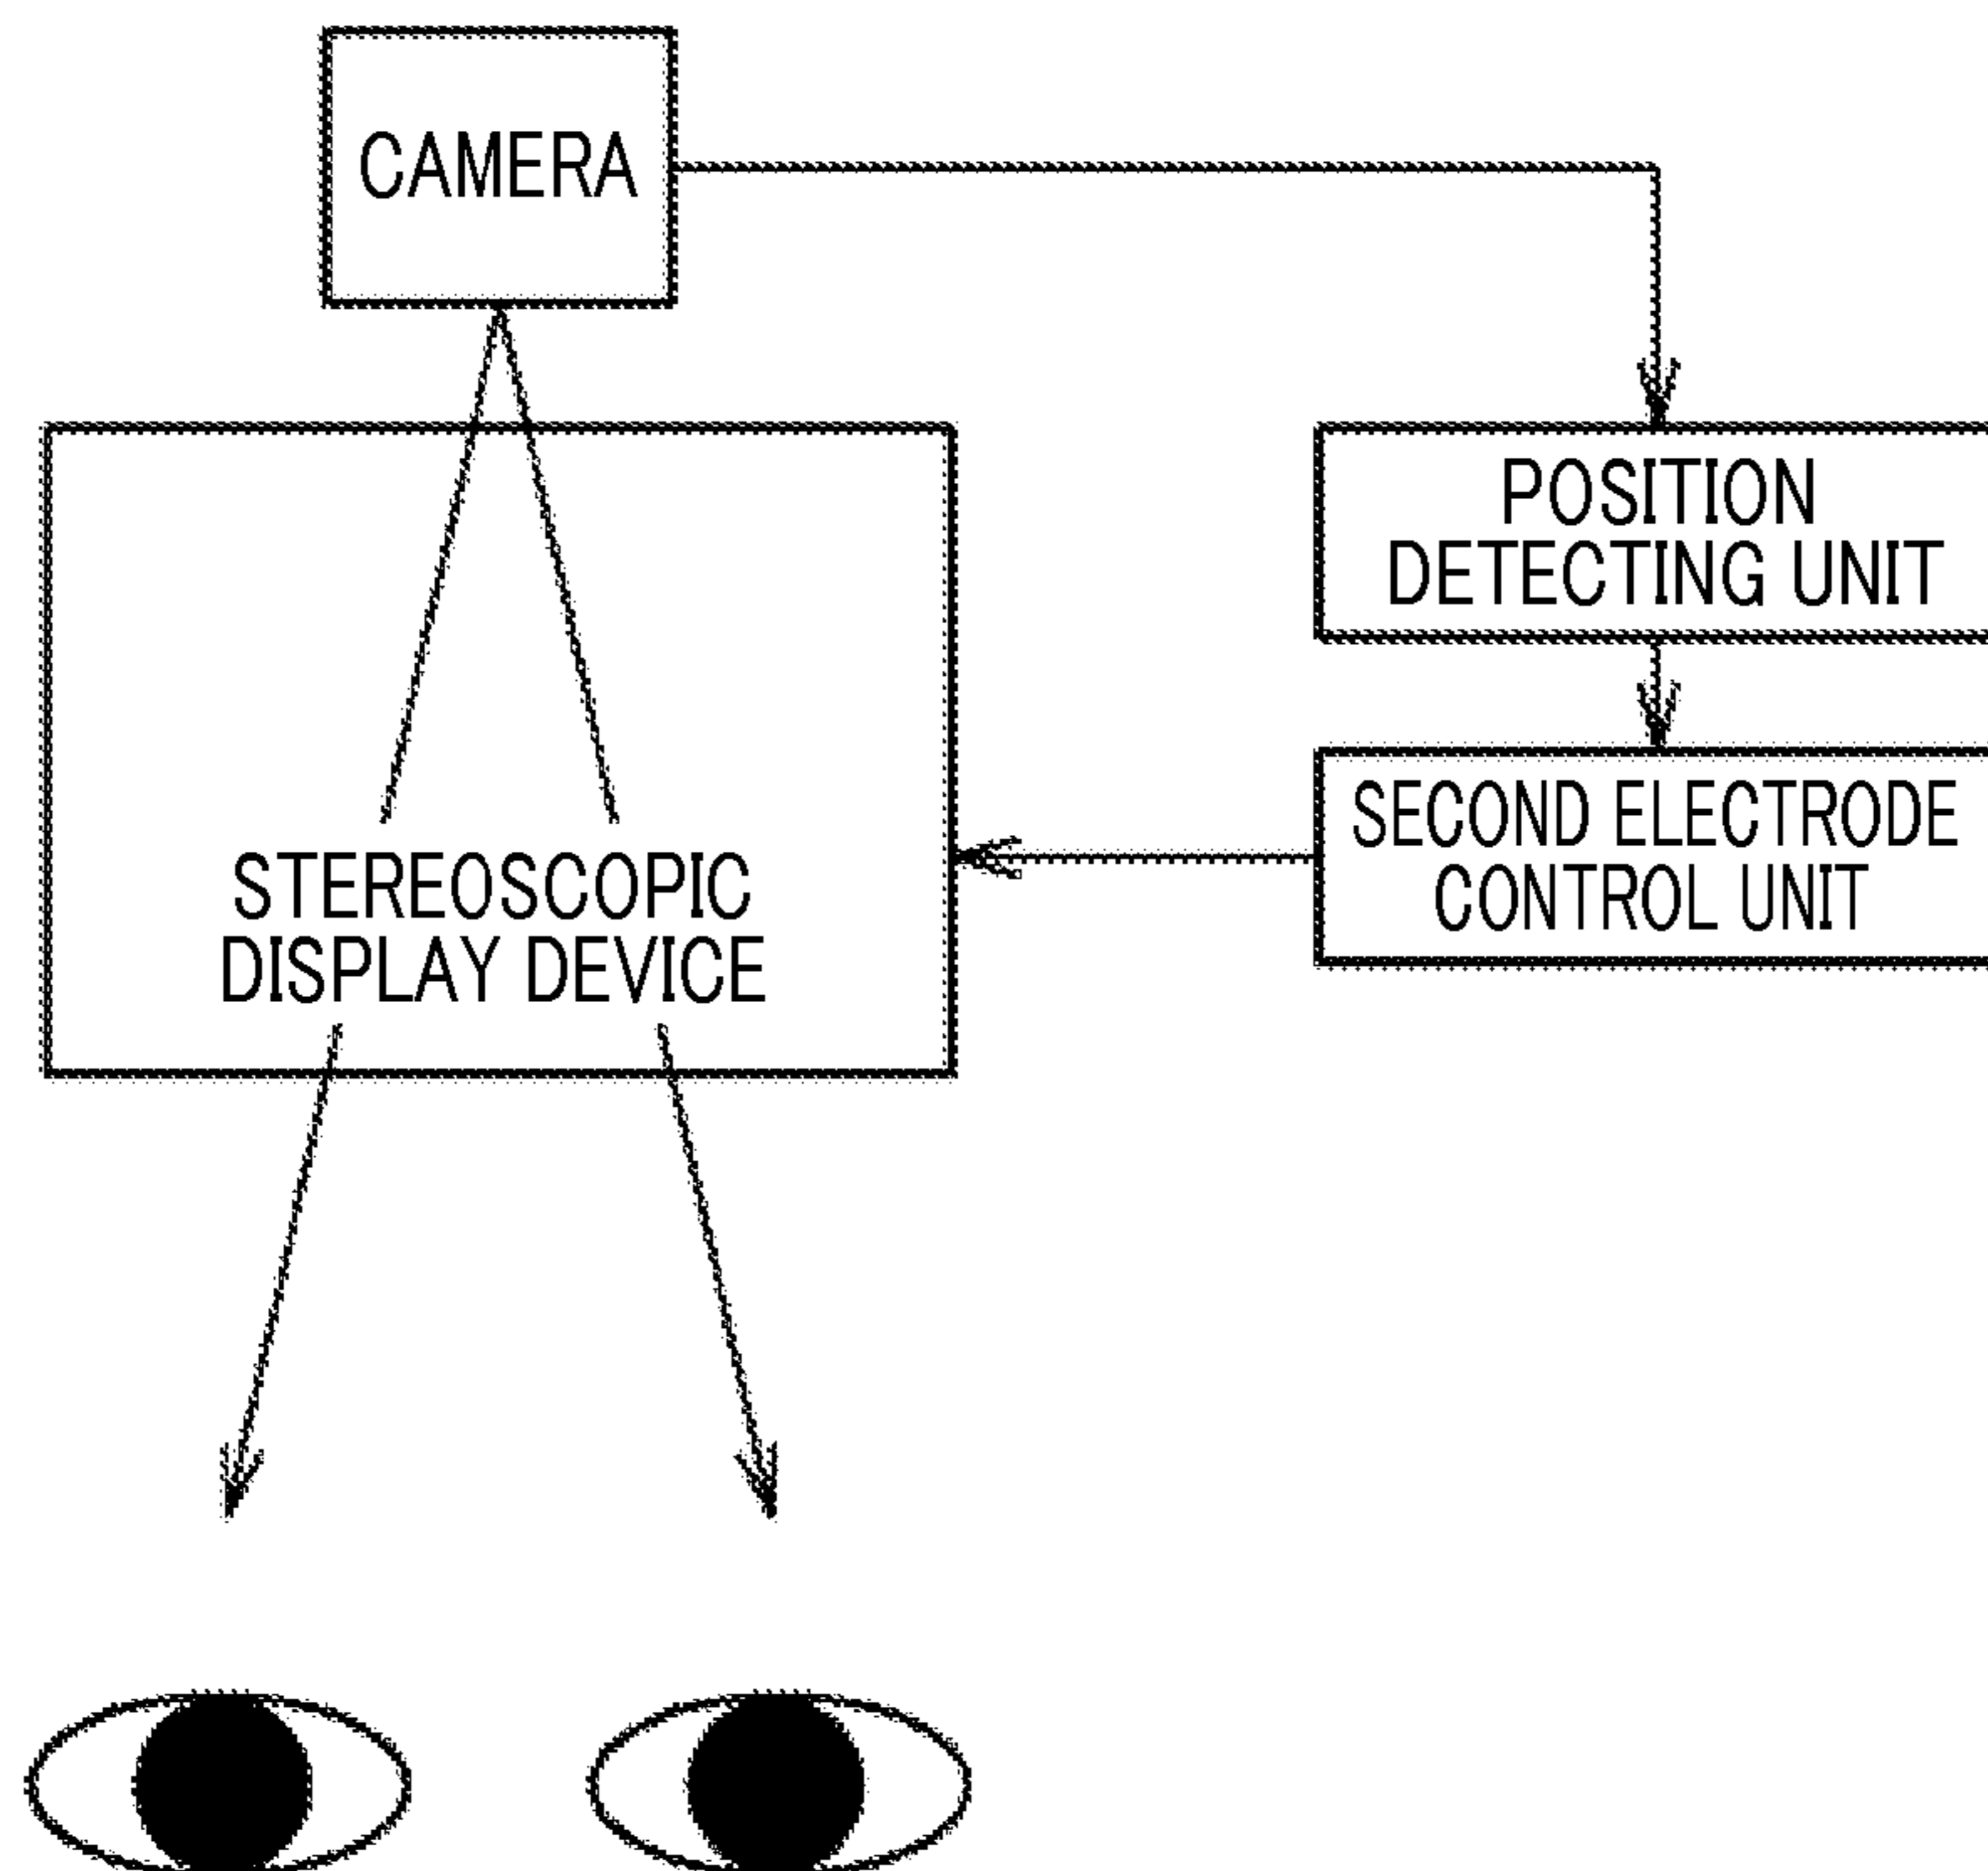 CAMERA
POSITION
DETECTING UNIT
SECOND ELECTRODE
CONTROL UNIT
STEREOSCOPIC
DISPLAY DEVICE